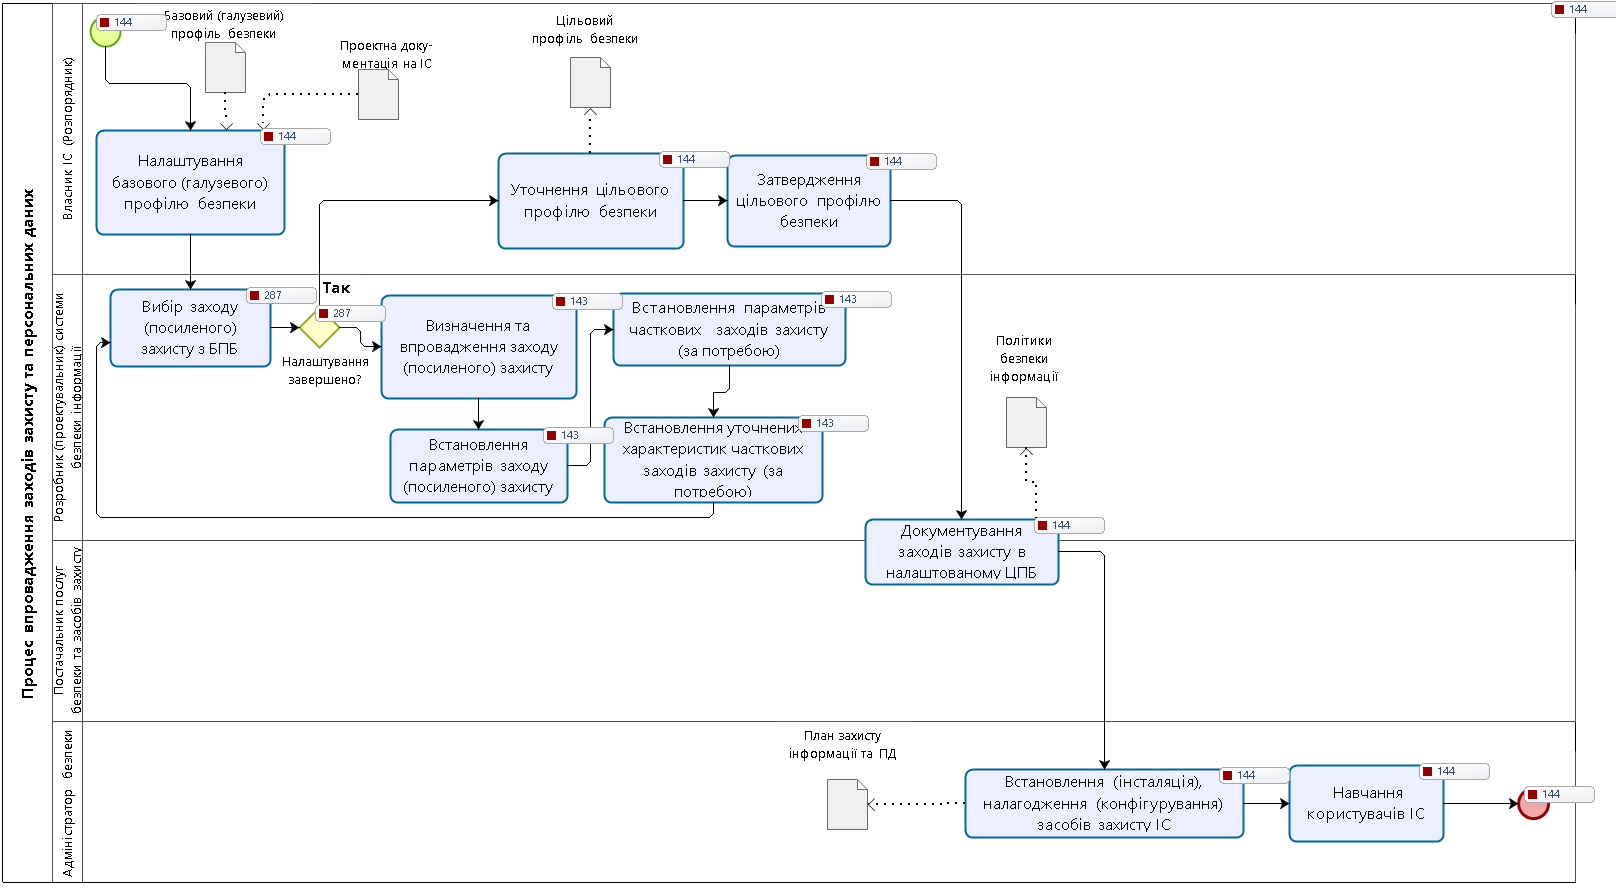 Процес впровадження заходів захисту та персональних даних
Власник ІС (Розпорядник)
144
Базовий (галузевий)
профіль безпеки
Проектна доку-
ментація на ІС
Цільовий
профіль безпеки
144
144
Налаштування
базового (галузевого)
профілю безпеки
144
Уточнення цільового
профілю безпеки
144
Затвердження
цільового профілю
безпеки
Розробник (проектувальник) системи
безпеки інформації
287
Вибір заходу
(посиленого)
захисту з БПБ
Так
287
Налаштування
завершено?
143
Визначення та
впровадження заходу
(посиленого) захисту
143
Встановлення параметрів
часткових заходів захисту
(за потребою)
143
Встановлення
параметрів заходу
(посиленого) захисту
143
Встановлення уточнених
характеристик часткових
заходів захисту (за
потребою)
Політики
безпеки
інформації
144
Документування
заходів захисту в
налаштованому ЦПБ
Постачальник послуг
безпеки та засобів захисту
Адміністратор безпеки
План захисту
інформації та ПД
144
Встановлення (інсталяція),
налагодження (конфігурування)
засобів захисту ІС
144
Навчання
користувачів ІС
144